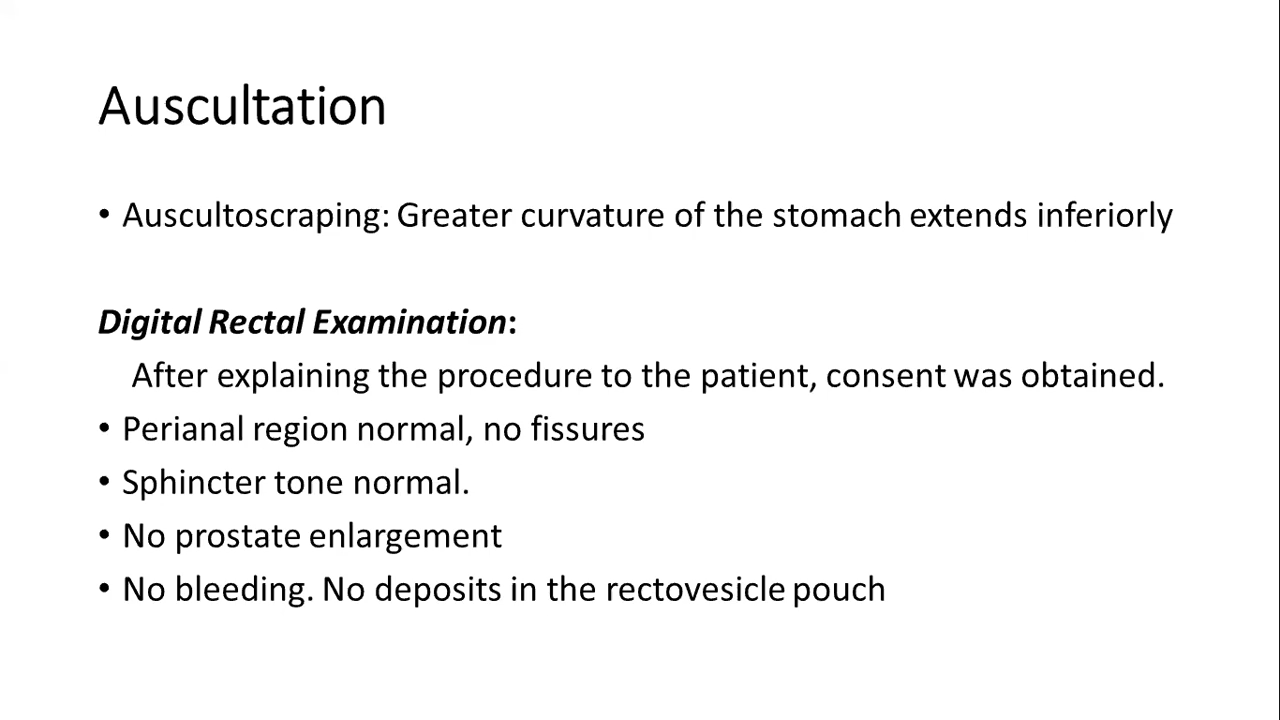 Auscultation
• Auscultoscraping: Greater curvature of the stomach extends inferiorly
Digital Rectal Examination:
After explaining the procedure to the patient, consent was obtained.
• Perianal region normal, no fissures
• Sphincter tone normal.
• No prostate enlargement
• No bleeding. No deposits in the rectovesicle pouch